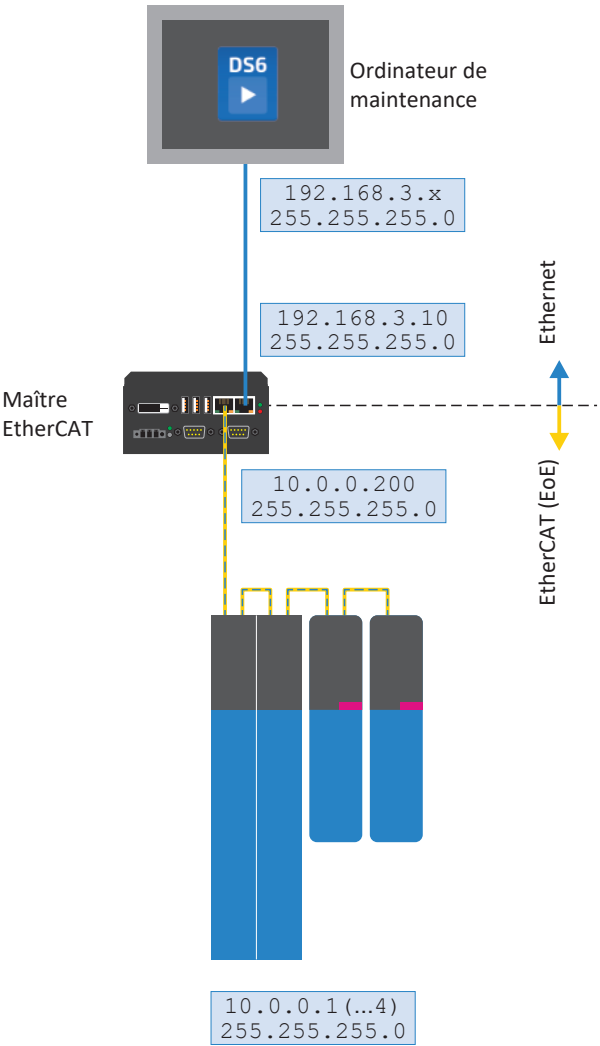 DS6
Ordinateur de
maintenance
192.168.3.x
255.255.255.0
Ethernet
192.168.3.10
255.255.255.0
Maître
EtherCAT
EtherCAT (EoE)
10.0.0.200
255.255.255.0
10.0.0.1(…4)
255.255.255.0